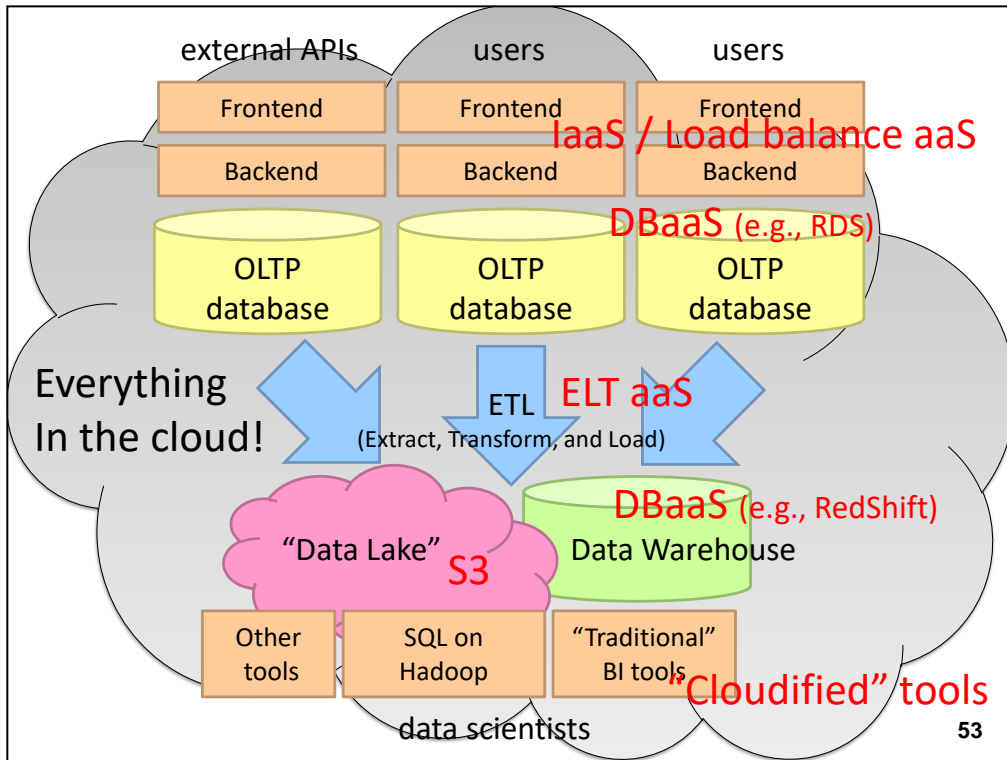 external APIs
users
users
Frontend
Frontend
Frontend
IaaS / Load balance aaS
Backend
Backend
Backend
DBaaS (e.g., RDS)
OLTP
database
OLTP
database
OLTP
database
Everything
In the cloud!
ETL
ELT aaS
(Extract, Transform, and Load)
DBaaS (e.g., RedShift)
“Data Lake”
S3
Data Warehouse
Other
tools
SQL on
Hadoop
“Traditional”
BI tools
“Cloudified” tools
data scientists
53